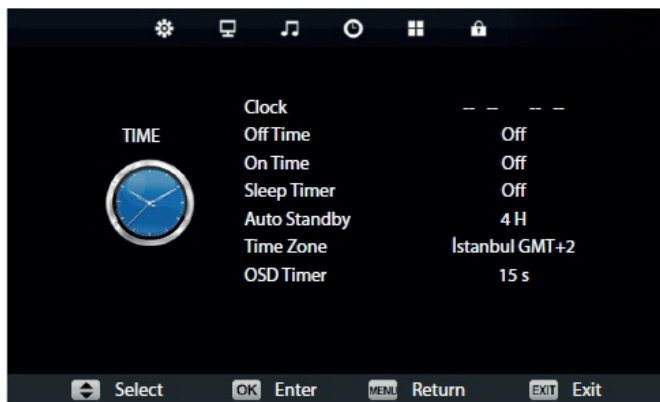 Clock -- -- -- --
TIME Off Time Off
On Time Off
Sleep Timer Off
Auto Standby 4 H
Time Zone İstanbul GMT+2
OSD Timer 15 s
Select OK Enter MENU Return EXIT Exit